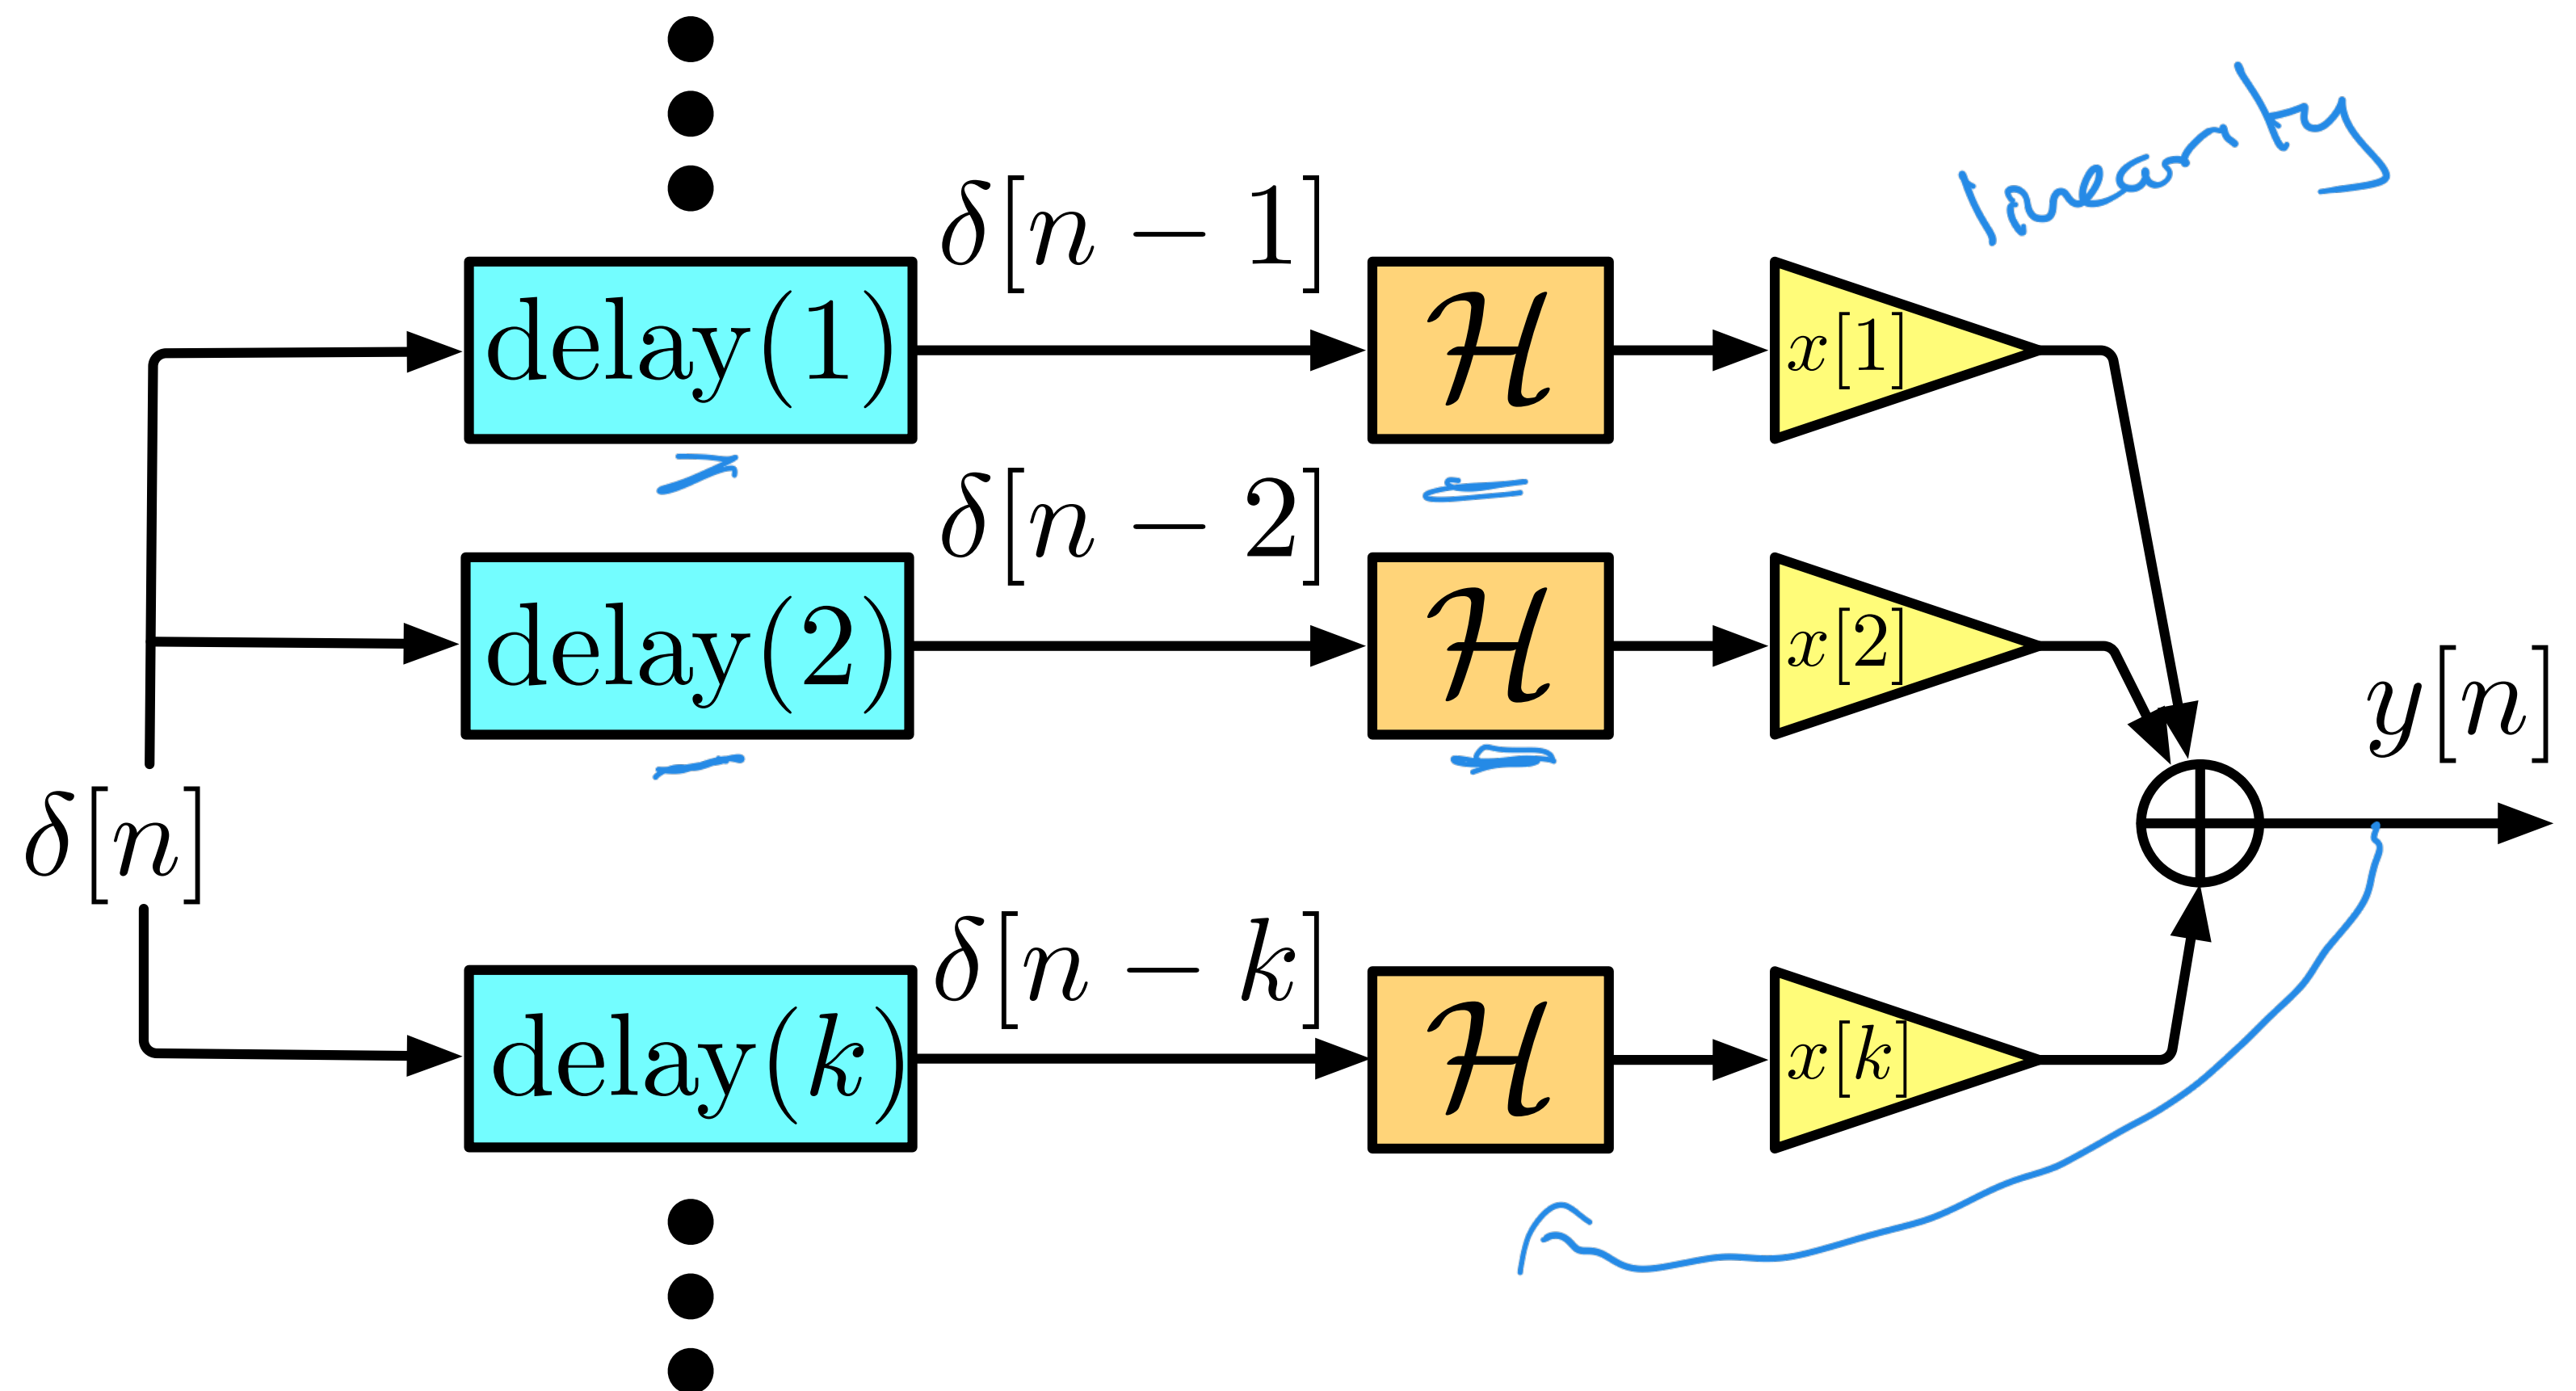 linearity
δ[n − 1]
delay(1)
ℋ
x[1]
δ[n − 2]
delay(2)
ℋ
x[2]
y[n]
δ[n]
δ[n − k]
delay(k)
ℋ
x[k]